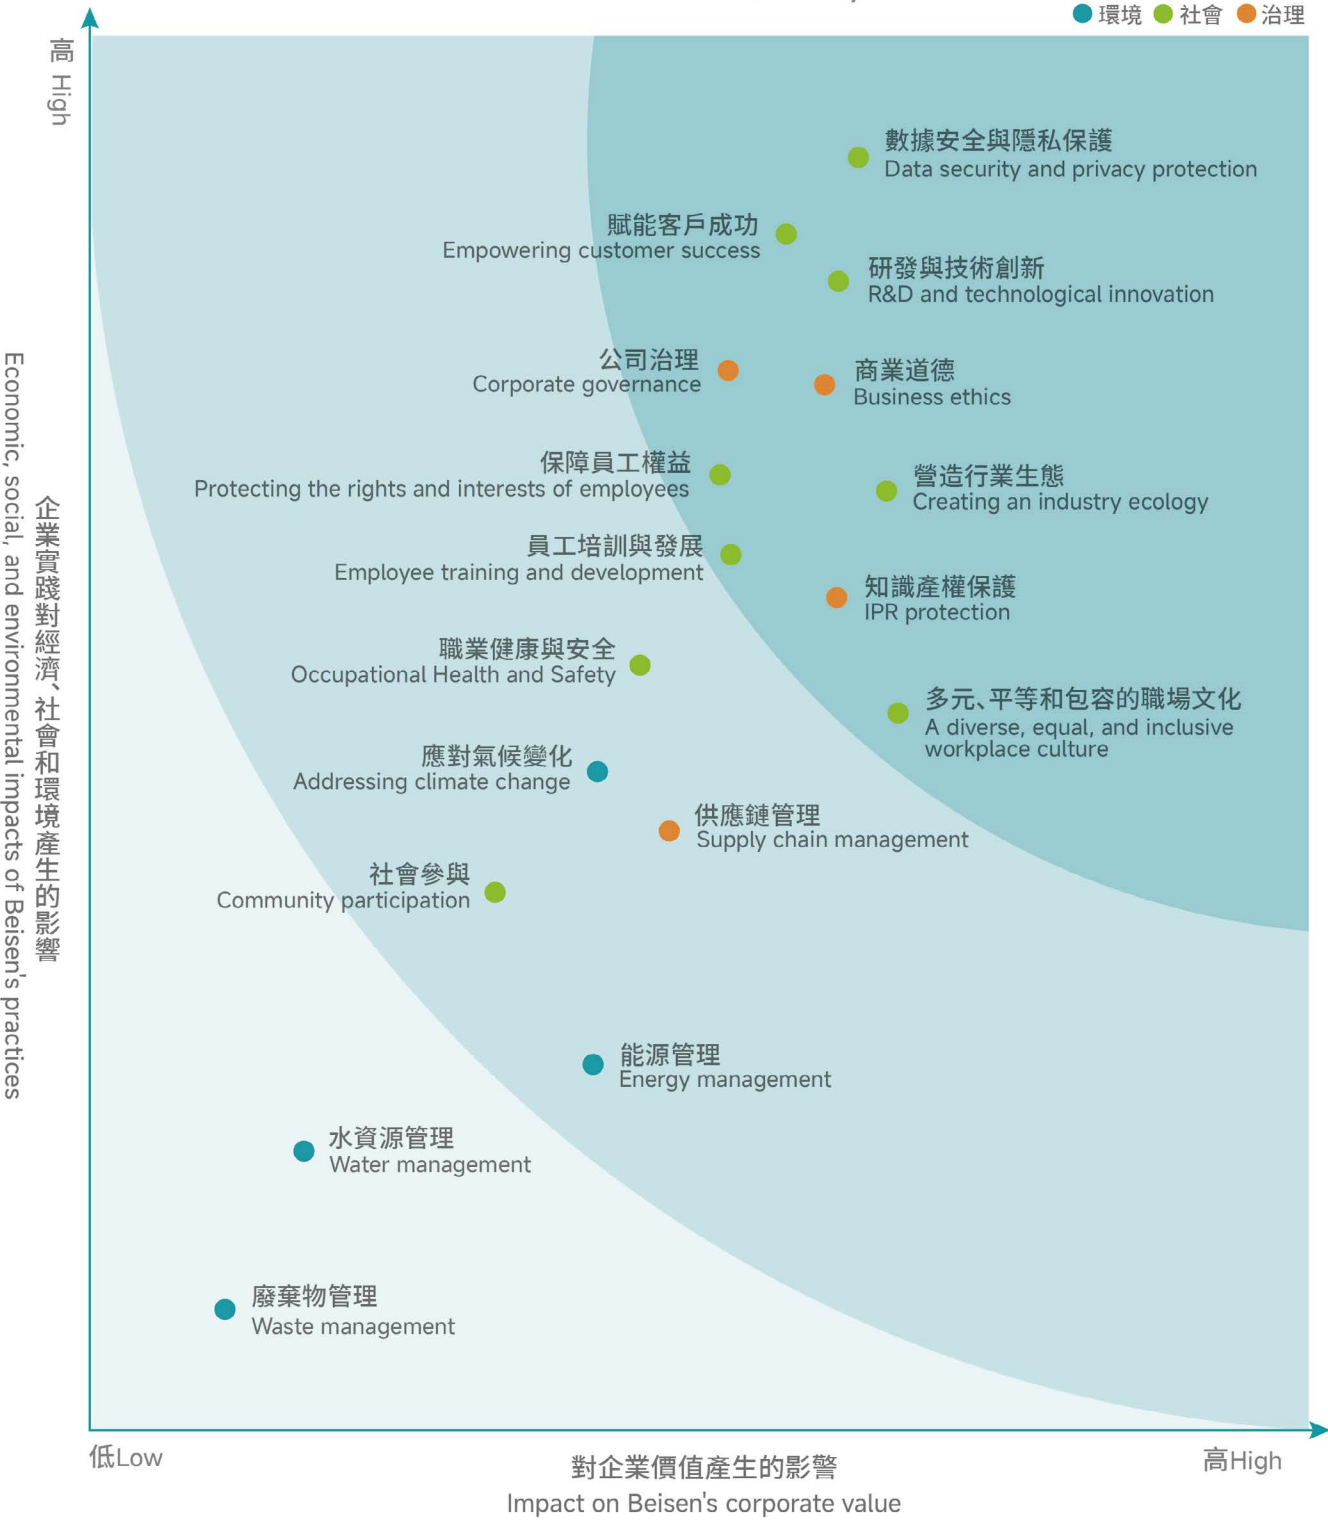 環境 社會 治理
高 High
數據安全與隱私保護
Data security and privacy protection
賦能客戶成功
Empowering customer success
研發與技術創新
R&D and technological innovation
公司治理
Corporate governance
商業道德
Business ethics
保障員工權益
Protecting the rights and interests of employees
營造行業生態
Creating an industry ecology
員工培訓與發展
Employee training and development
知識產權保護
IPR protection
職業健康與安全
Occupational Health and Safety
多元、平等和包容的職場文化
A diverse, equal, and inclusive
workplace culture
應對氣候變化
Addressing climate change
供應鏈管理
Supply chain management
社會參與
Community participation
能源管理
Energy management
水資源管理
Water management
廢棄物管理
Waste management
企業實踐對經濟、社會和環境產生的影響
Economic, social, and environmental impacts of Beisen's practices
低Low
高High
對企業價值產生的影警
Impact on Beisen's corporate value